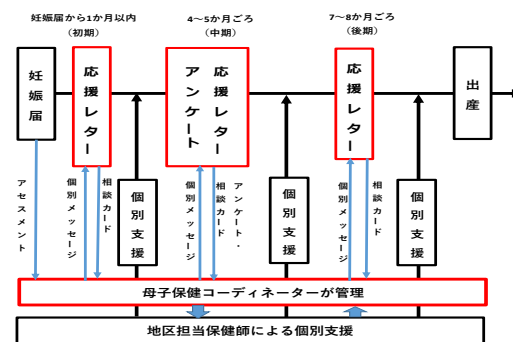 妊娠届から1か月以内
（初期）
4～5か月ごろ
（中期）
7～8か月ごろ
（後期）
妊娠届
応援レター
応援レター
アンケート
応援レター
出産
アセスメント
個別メッセージ
相談カード
個別支援
個別メッセージ
相談カード
アンケート・
個別支援
個別メッセージ
相談カード
個別支援
母子保健コーディネーターが管理
地区担当保健師による個別支援